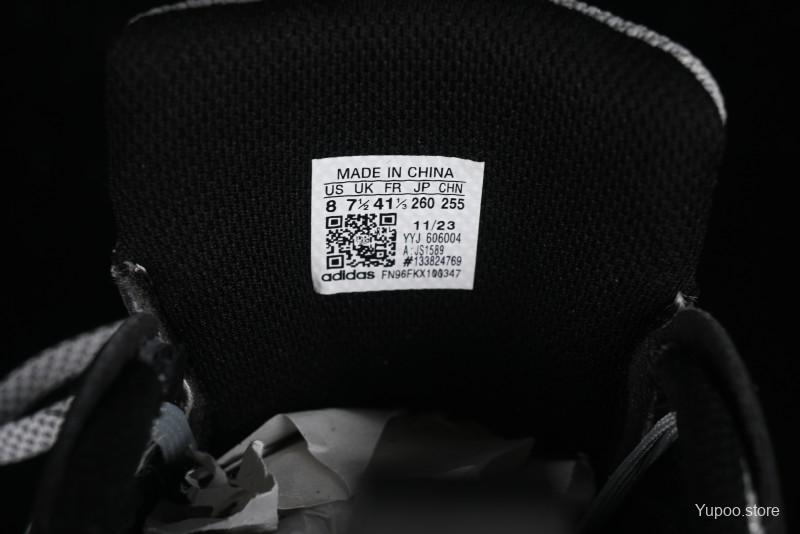 MADE IN CHINA
US UK FR JP CHN
8 7½ 41⅓ 260 255
11/23
YYJ 606004
A:JS1589
#133824769
adidas FN96FKX100347
Yupoo.store